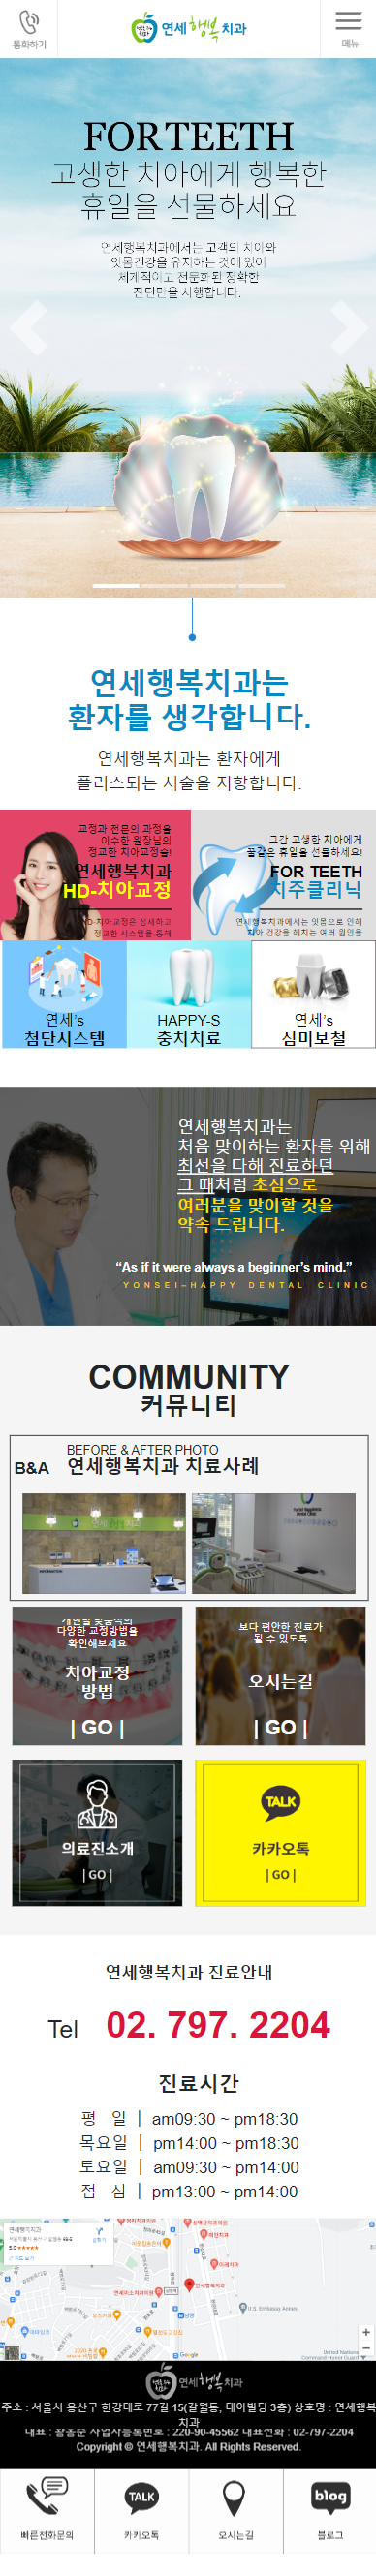 통화하기
연세행복치과
메뉴
FOR TEETH
고생한 치아에게 행복한
휴일을 선물하세요
연세행복치과에서는 고객의 치아와
잇몸건강을 유지하는 것에 있어
체계적이고 전문화된 정확한
진단만을 시행합니다.
연세행복치과는
환자를 생각합니다.
연세행복치과는 환자에게
플러스되는 시술을 지향합니다.
교정과 전문의 과정을
이수한 원장님의
정교한 치아교정술!
연세행복치과
HD-치아교정
HD-치아교정은 섬세하고
정교한 시스템을 통해
그간 고생한 치아에게
꿀같은 휴일을 선물하세요!
FOR TEETH
치주클리닉
연세행복치과에서는 잇몸으로 인해
치아 건강을 해치는 여러 원인을
연세's
첨단시스템
HAPPY-S
충치치료
연세's
심미보철
연세행복치과는
처음 맞이하는 환자를 위해
최선을 다해 진료하던
그 때처럼 초심으로
여러분을 맞이할 것을
약속 드립니다.
“As if it were always a beginner's mind.”
YONSEI-HAPPY DENTAL CLINIC
COMMUNITY
커뮤니티
BEFORE & AFTER PHOTO
B&A 연세행복치과 치료사례
다양한 교정방법을
확인해보세요
치아교정
방법
| GO |
보다 편안한 진료가
될 수 있도록
오시는길
| GO |
의료진소개
| GO |
TALK
카카오톡
| GO |
연세행복치과 진료안내
Tel 02. 797. 2204
진료시간
평 일 | am09:30 ~ pm18:30
목요일 | pm14:00 ~ pm18:30
토요일 | am09:30 ~ pm14:00
점 심 | pm13:00 ~ pm14:00
연세행복치과
5.0
연세행복치과
U.S. Embassy Annex
Google
연세행복치과
주소 : 서울시 용산구 한강대로 77길 15(갈월동, 대아빌딩 3층) 상호명 : 연세행복
치과
사업자등록번호 : 220-90-45562 대표전화 : 02-797-2204
Copyright © 연세행복치과. All Rights Reserved.
빠른전화문의
TALK
카카오톡
오시는길
blog
블로그